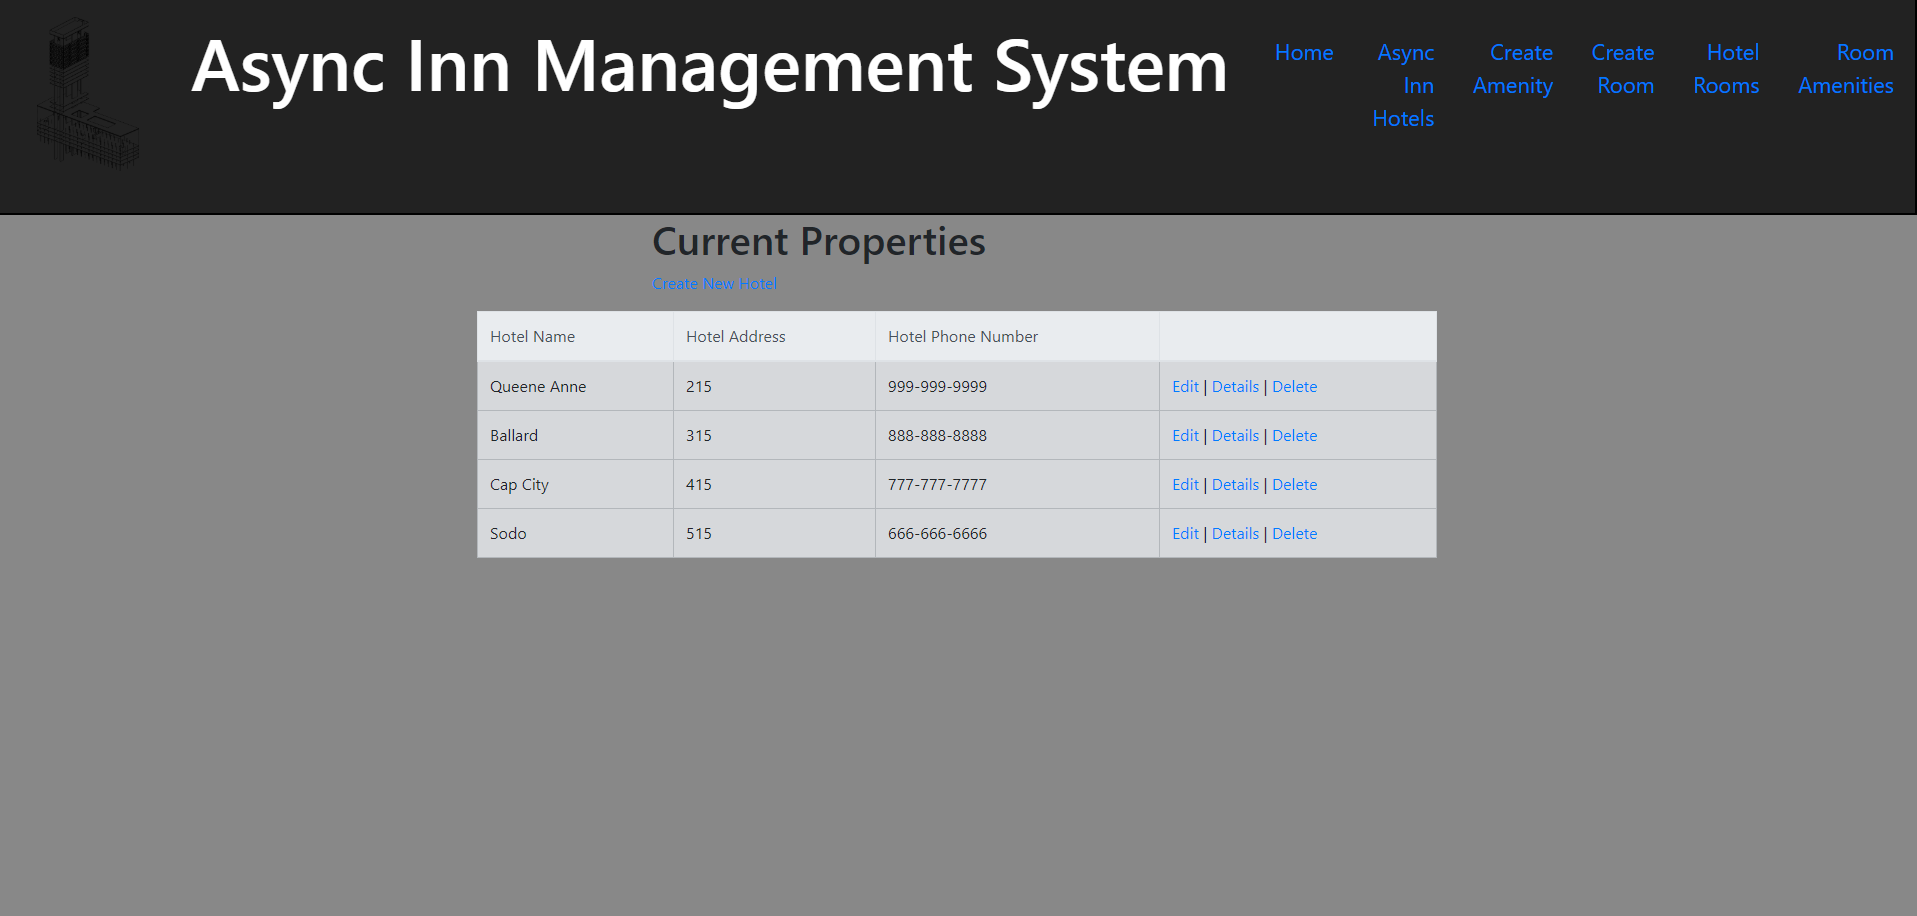 Async Inn Management System
Home
Async
Inn
Hotels
Create
Amenity
Create
Room
Hotel
Rooms
Room
Amenities
Current Properties
Create New Hotel
Hotel Name Hotel Address Hotel Phone Number
Queene Anne 215 999-999-9999 Edit | Details | Delete
Ballard 315 888-888-8888 Edit | Details | Delete
Cap City 415 777-777-7777 Edit | Details | Delete
Sodo 515 666-666-6666 Edit | Details | Delete